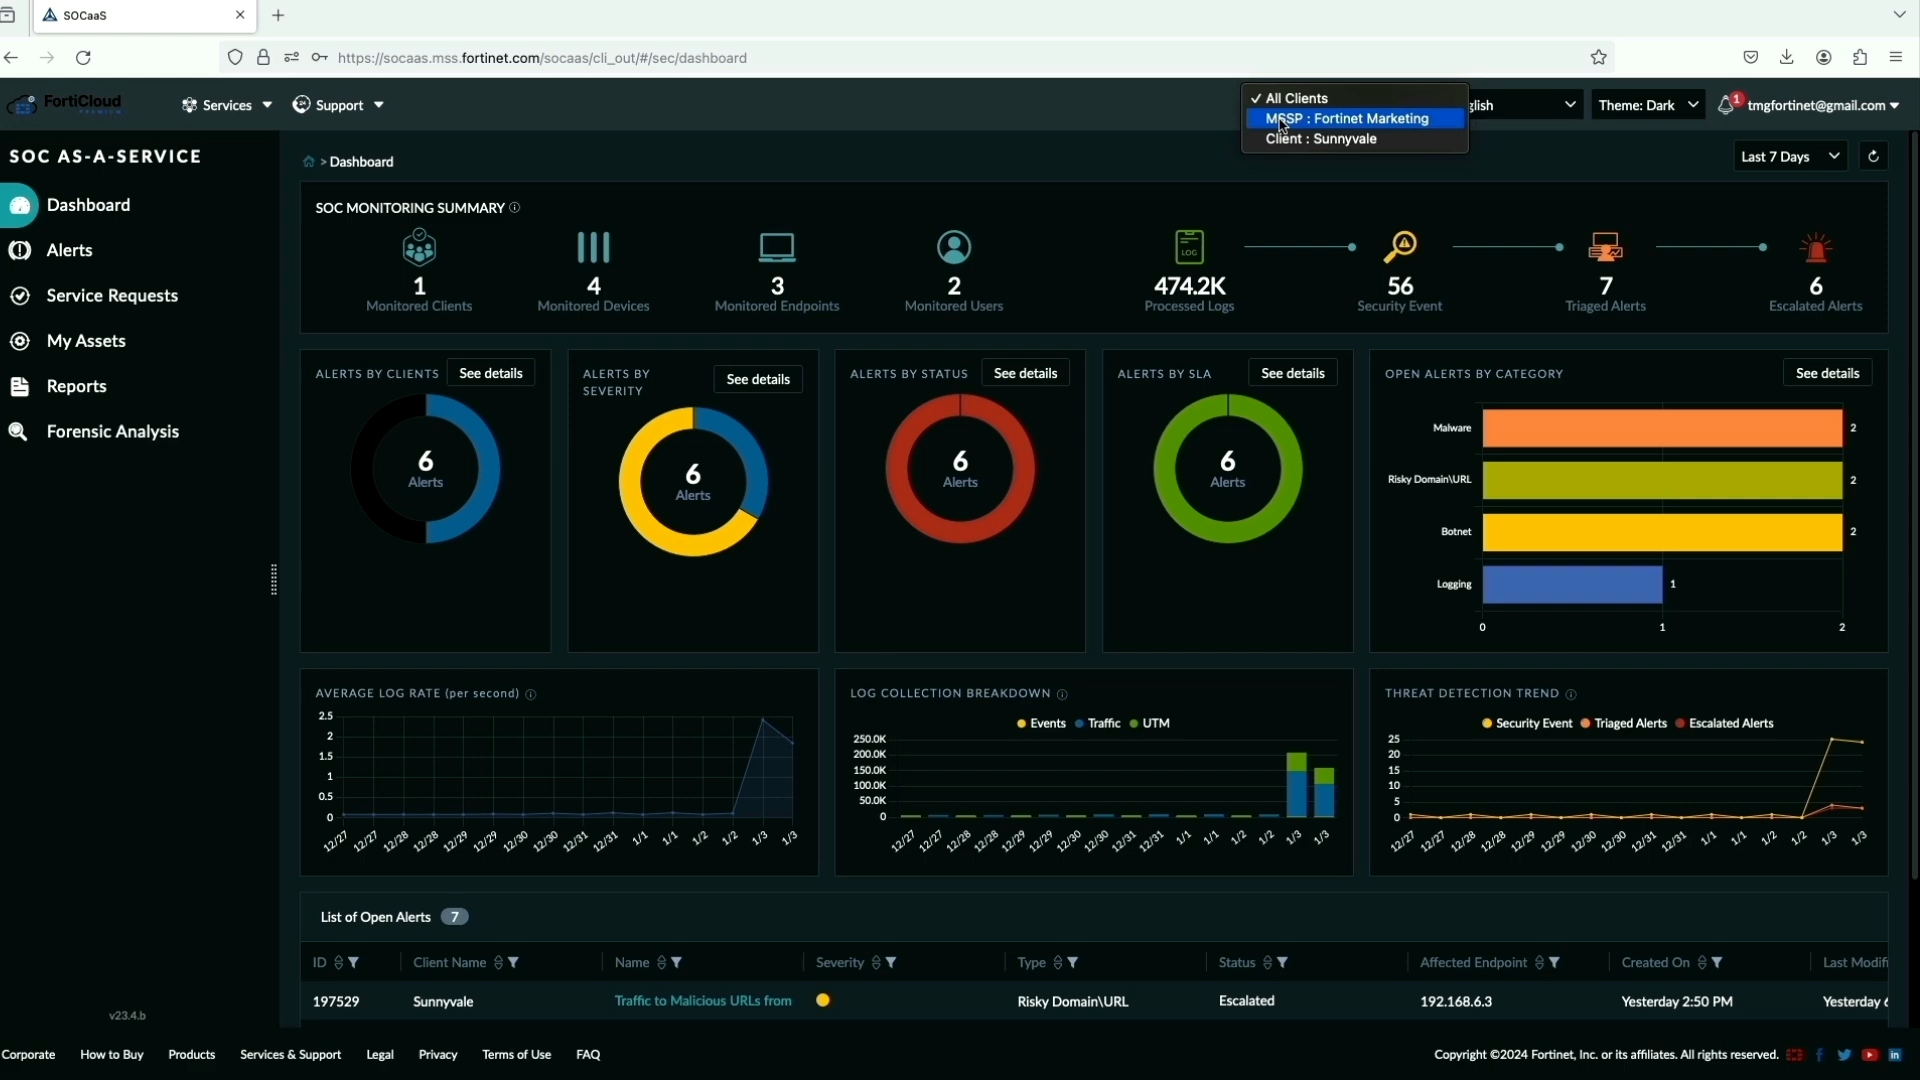 SOCaaS
https://socaas.mss.fortinet.com/socaas/cli_out/#/sec/dashboard
FortiCloud
PREMIUM
Services
Support
✓ All Clients
MSSP : Fortinet Marketing
Client : Sunnyvale
glish
Theme: Dark
1
tmgfortinet@gmail.com
SOC AS-A-SERVICE
Dashboard
Alerts
Service Requests
My Assets
Reports
Forensic Analysis
v23.4.b
> Dashboard
Last 7 Days
SOC MONITORING SUMMARY
1
Monitored Clients
4
Monitored Devices
3
Monitored Endpoints
2
Monitored Users
LOG
474.2K
Processed Logs
56
Security Event
7
Triaged Alerts
6
Escalated Alerts
ALERTS BY CLIENTS
See details
6
Alerts
ALERTS BY
SEVERITY
See details
6
Alerts
ALERTS BY STATUS
See details
6
Alerts
ALERTS BY SLA
See details
6
Alerts
OPEN ALERTS BY CATEGORY
See details
Malware 2
Risky Domain\URL 2
Botnet 2
Logging 1
0 1 2
AVERAGE LOG RATE (per second)
2.5
2
1.5
1
0.5
0
12/27 12/27 12/28 12/28 12/29 12/29 12/30 12/30 12/31 12/31 1/1 1/1 1/2 1/2 1/3 1/3
LOG COLLECTION BREAKDOWN
Events Traffic UTM
250.0K
200.0K
150.0K
100.0K
50.0K
0
12/27 12/27 12/28 12/28 12/29 12/29 12/30 12/30 12/31 12/31 1/1 1/1 1/2 1/2 1/3 1/3
THREAT DETECTION TREND
Security Event Triaged Alerts Escalated Alerts
25
20
15
10
5
0
12/27 12/27 12/28 12/28 12/29 12/29 12/30 12/30 12/31 12/31 1/1 1/1 1/2 1/2 1/3 1/3
List of Open Alerts 7
ID Client Name Name Severity Type Status Affected Endpoint Created On Last Modifi
197529 Sunnyvale Traffic to Malicious URLs from Risky Domain\URL Escalated 192.168.6.3 Yesterday 2:50 PM Yesterday 6
Corporate How to Buy Products Services & Support Legal Privacy Terms of Use FAQ
Copyright ©2024 Fortinet, Inc. or its affiliates. All rights reserved.